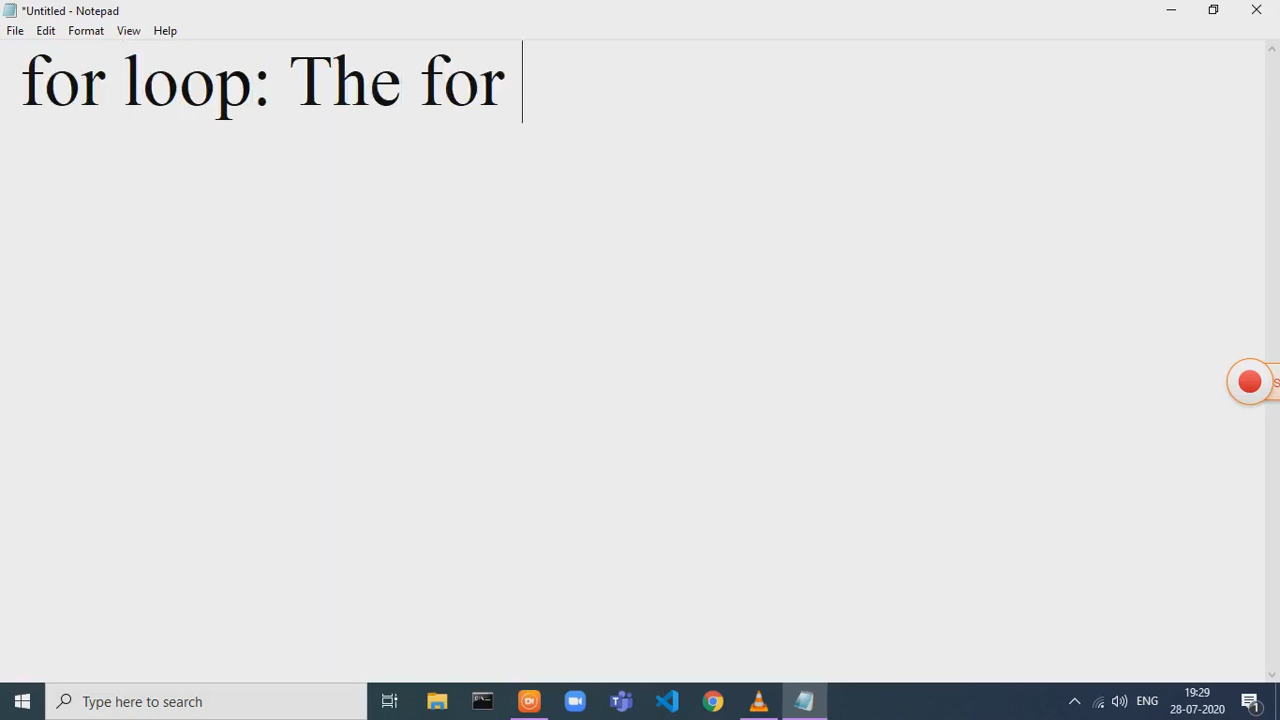 *Untitled - Notepad
File Edit Format View Help
for loop: The for
S
Type here to search
ENG
19:29
28-07-2020
1